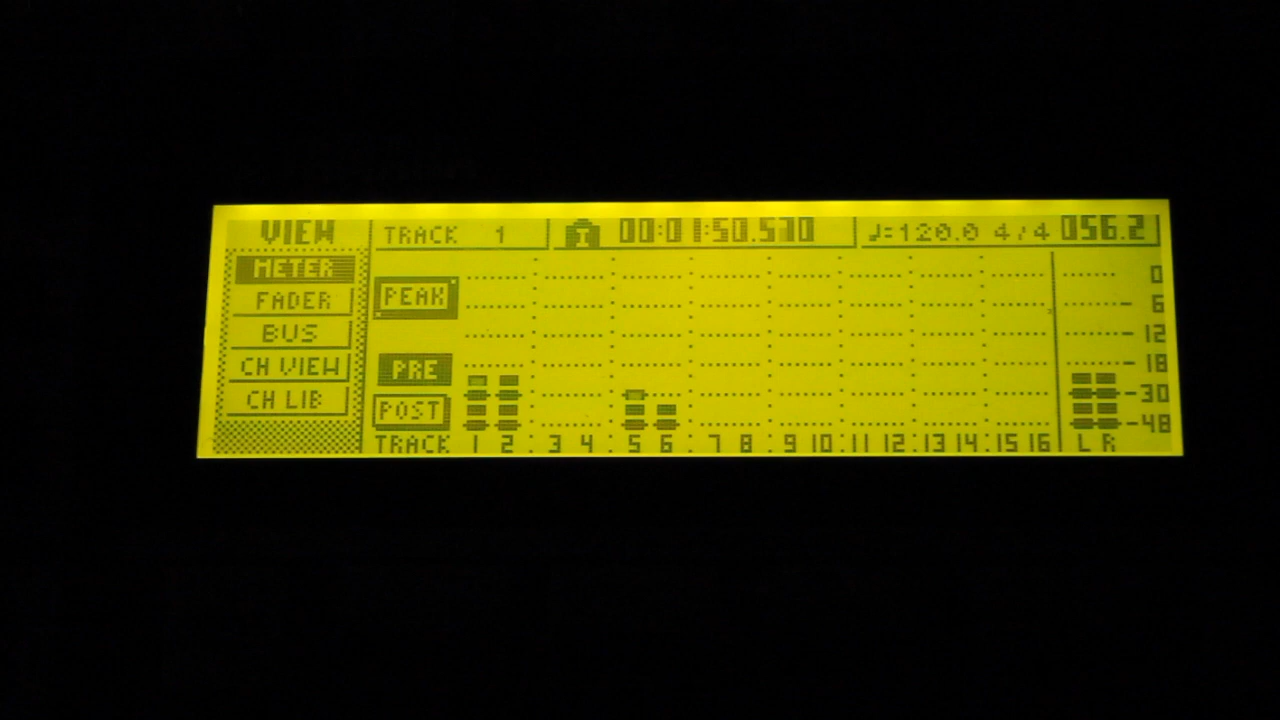 VIEW TRACK 1 1 00:01:50.570 ♩=120.0 4/4 056.2
METER 0
FADER PEAK 6
BUS 12
CH VIEW PRE 18
CH LIB POST 30
48
TRACK 1 2 3 4 5 6 7 8 9 10 11 12 13 14 15 16 L R